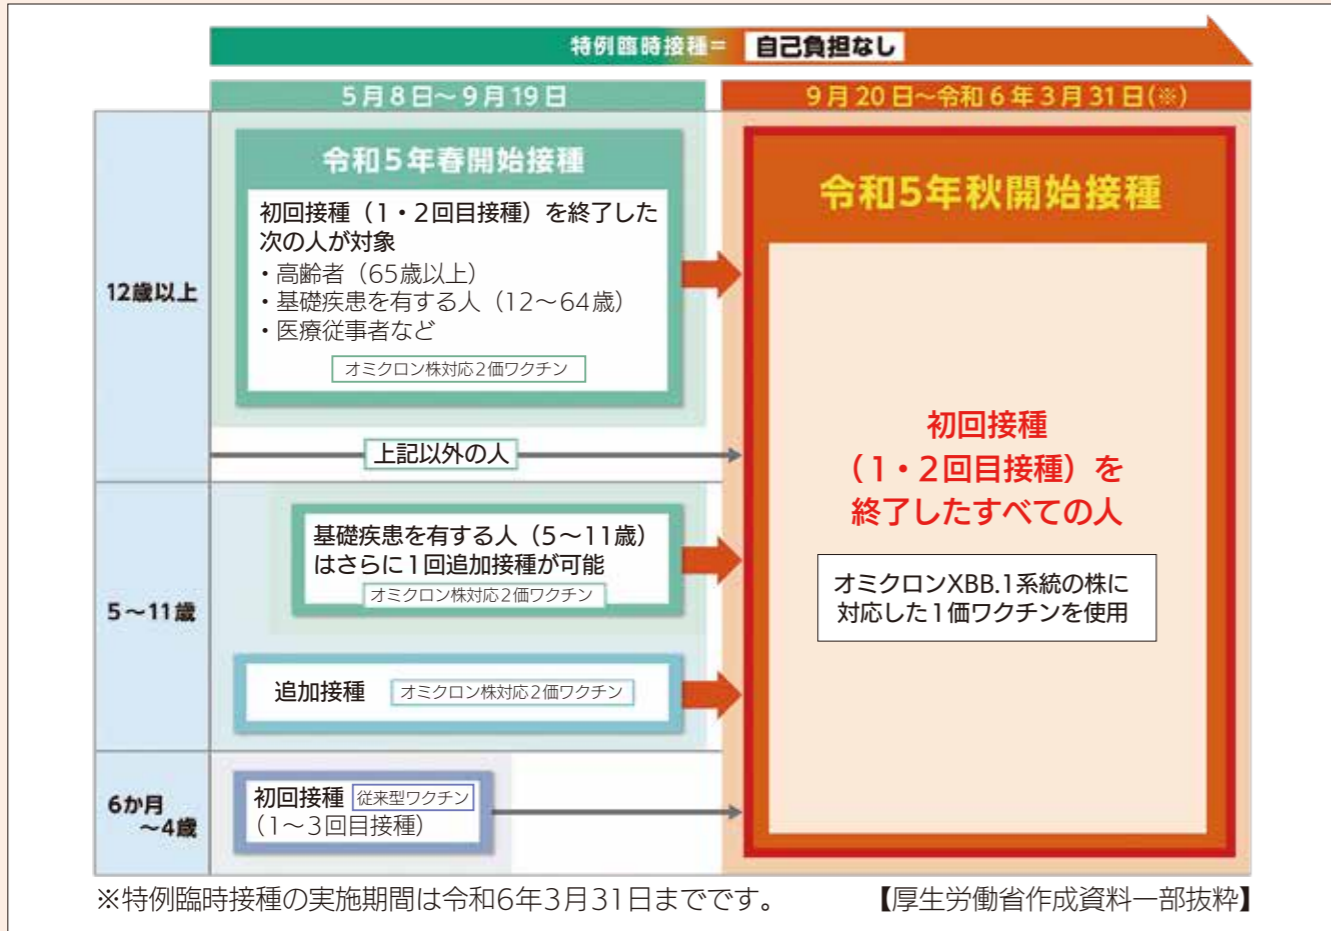 特例臨時接種= 自己負担なし
5月8日～9月19日
9月20日～令和6年3月31日(※)
12歳以上
令和5年春開始接種
初回接種（1・2回目接種）を終了した
次の人が対象
・高齢者（65歳以上）
・基礎疾患を有する人（12～64歳）
・医療従事者など
オミクロン株対応2価ワクチン
上記以外の人
5～11歳
基礎疾患を有する人（5～11歳）
はさらに1回追加接種が可能
オミクロン株対応2価ワクチン
追加接種 オミクロン株対応2価ワクチン
6か月
～4歳
初回接種 従来型ワクチン
（1～3回目接種）
令和5年秋開始接種
初回接種
（1・2回目接種）を
終了したすべての人
オミクロンXBB.1系統の株に
対応した1価ワクチンを使用
※特例臨時接種の実施期間は令和6年3月31日までです。
【厚生労働省作成資料一部抜粋】